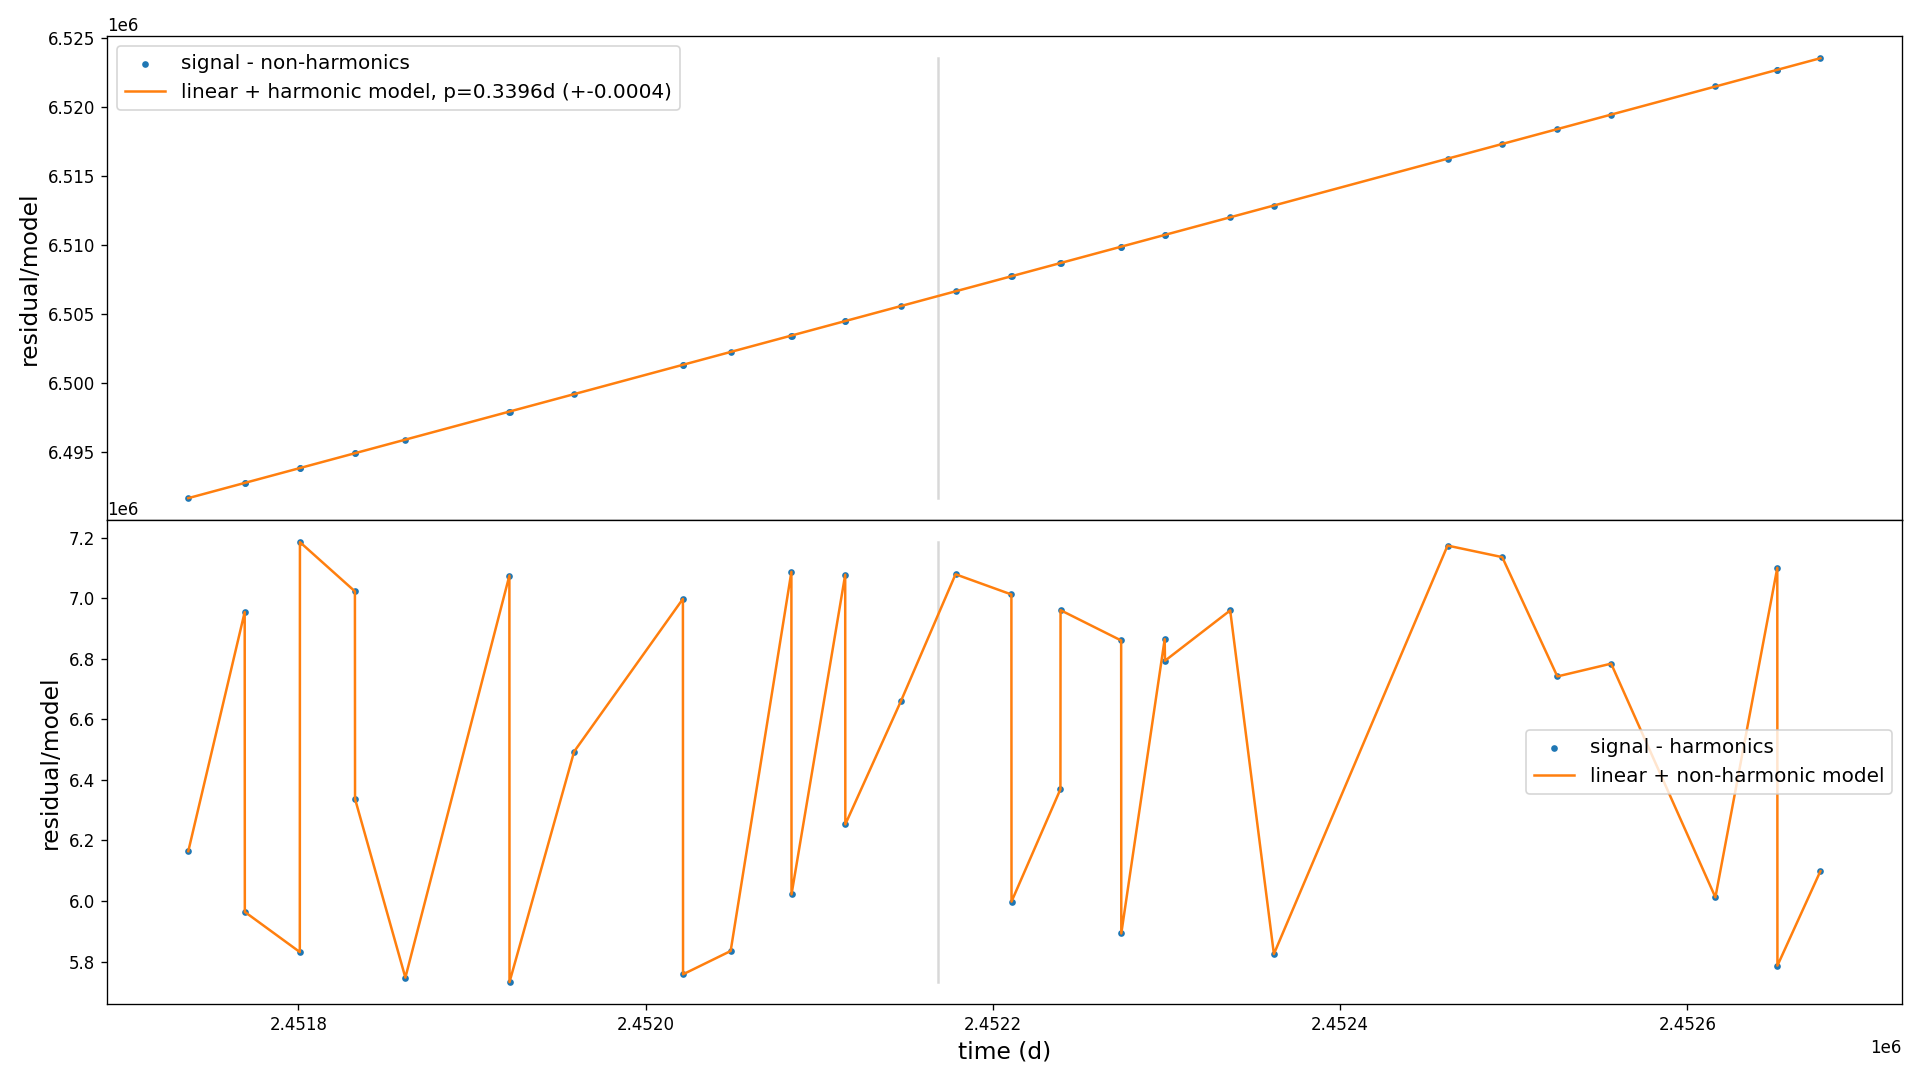 1e6
6.525
6.520
6.515
6.510
6.505
6.500
6.495
residual/model
signal - non-harmonics
linear + harmonic model, p=0.3396d (+-0.0004)
1e6
7.2
7.0
6.8
6.6
6.4
6.2
6.0
5.8
residual/model
signal - harmonics
linear + non-harmonic model
2.4518 2.4520 2.4522 2.4524 2.4526
time (d)
1e6